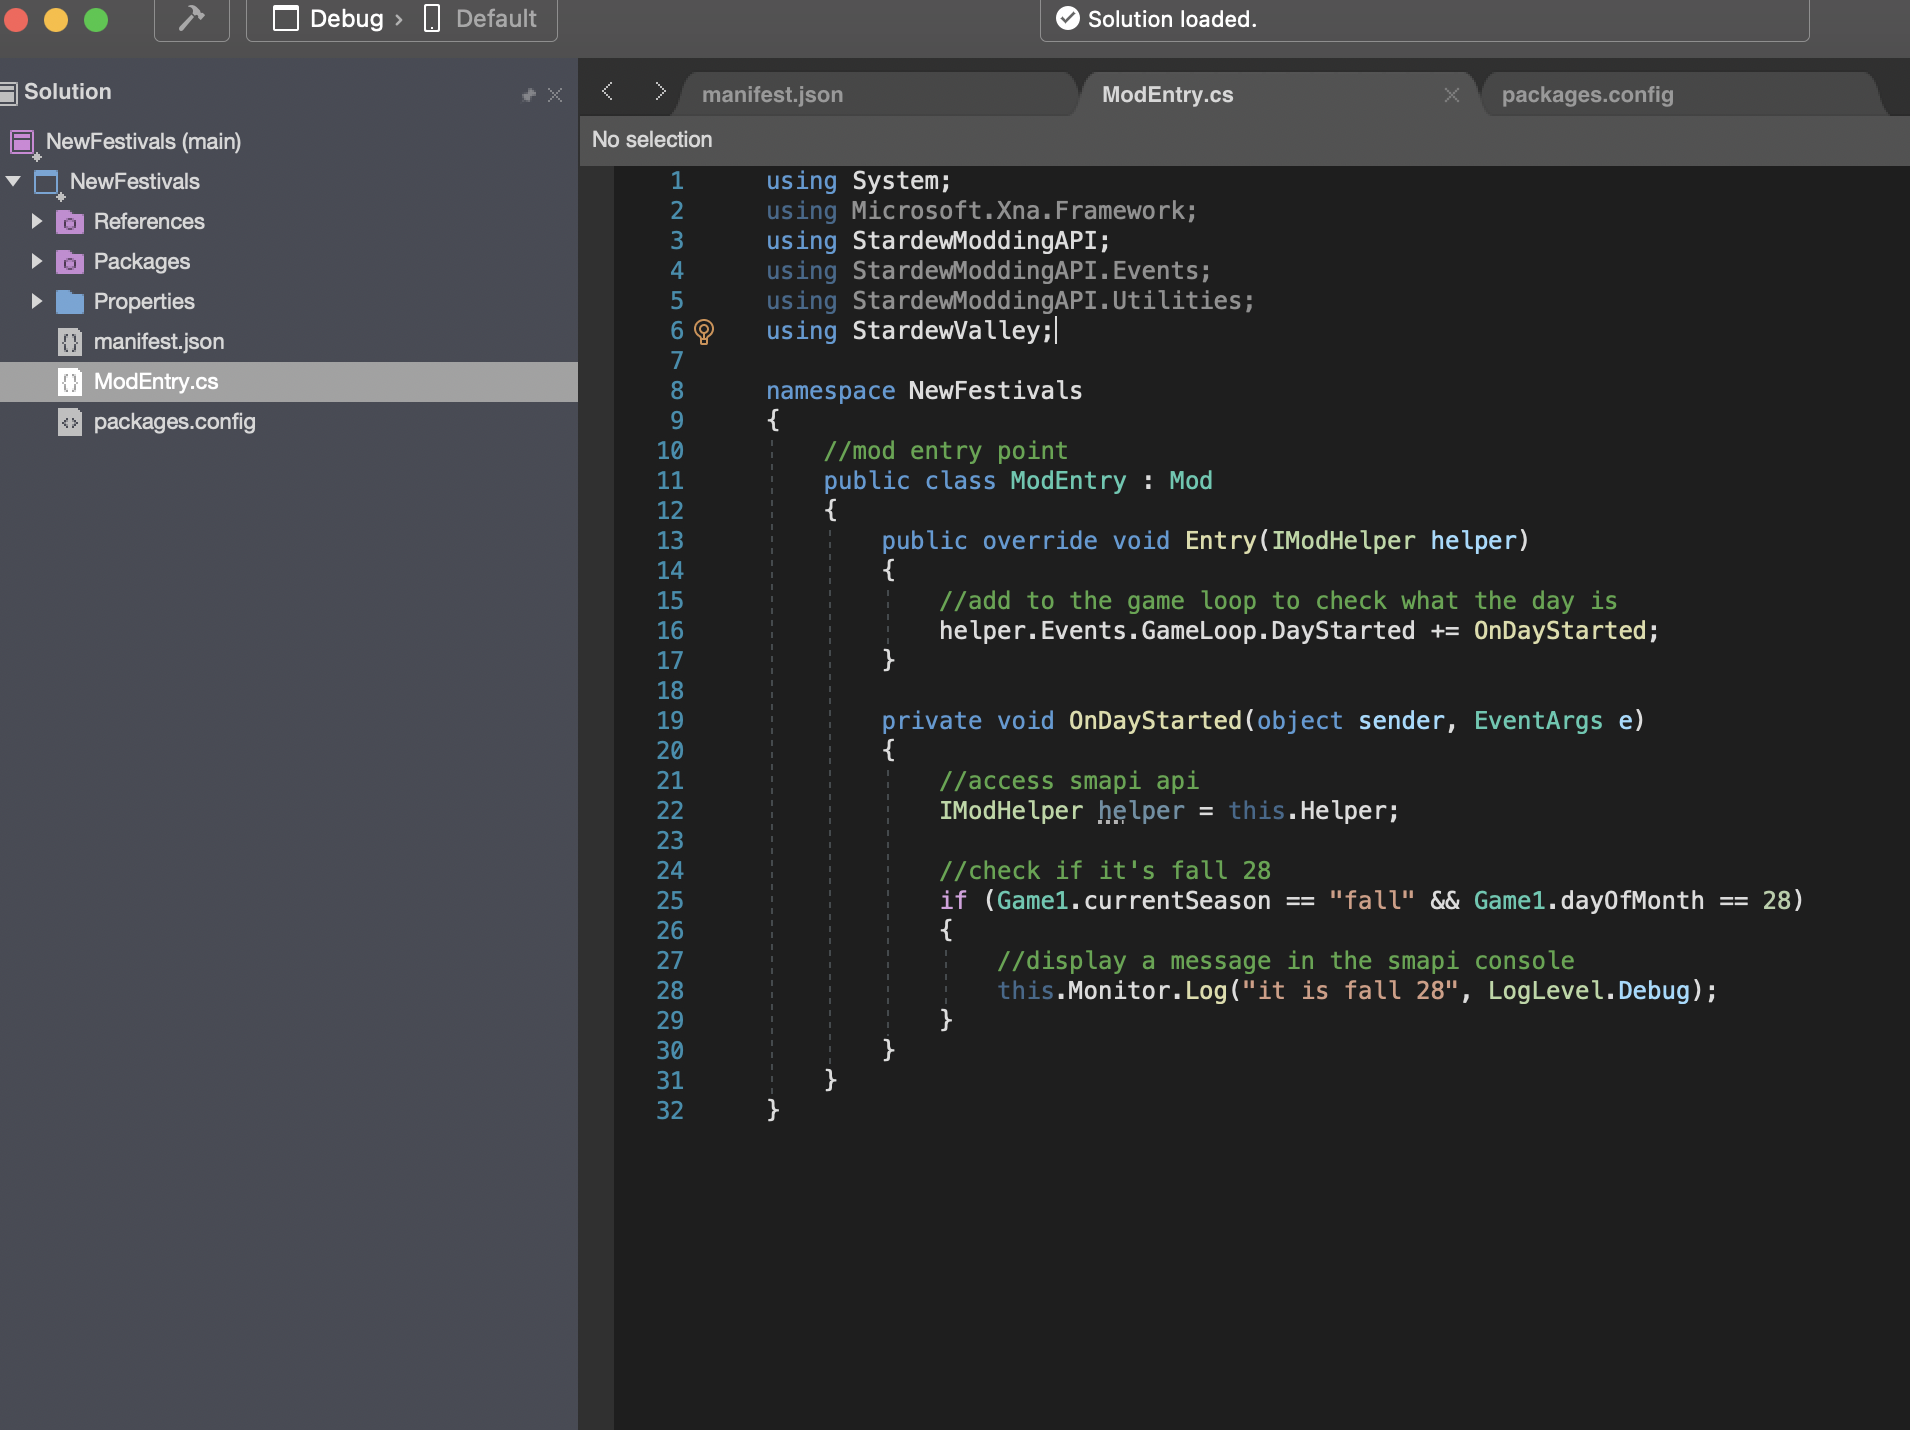 Debug › Default
Solution loaded.
Solution
NewFestivals (main)
NewFestivals
References
Packages
Properties
manifest.json
ModEntry.cs
packages.config
manifest.json
ModEntry.cs
packages.config
No selection
1 using System;
2 using Microsoft.Xna.Framework;
3 using StardewModdingAPI;
4 using StardewModdingAPI.Events;
5 using StardewModdingAPI.Utilities;
6 using StardewValley;
7
8 namespace NewFestivals
9 {
10 //mod entry point
11 public class ModEntry : Mod
12 {
13 public override void Entry(IModHelper helper)
14 {
15 //add to the game loop to check what the day is
16 helper.Events.GameLoop.DayStarted += OnDayStarted;
17 }
18
19 private void OnDayStarted(object sender, EventArgs e)
20 {
21 //access smapi api
22 IModHelper helper = this.Helper;
23
24 //check if it's fall 28
25 if (Game1.currentSeason == "fall" && Game1.dayOfMonth == 28)
26 {
27 //display a message in the smapi console
28 this.Monitor.Log("it is fall 28", LogLevel.Debug);
29 }
30 }
31 }
32 }